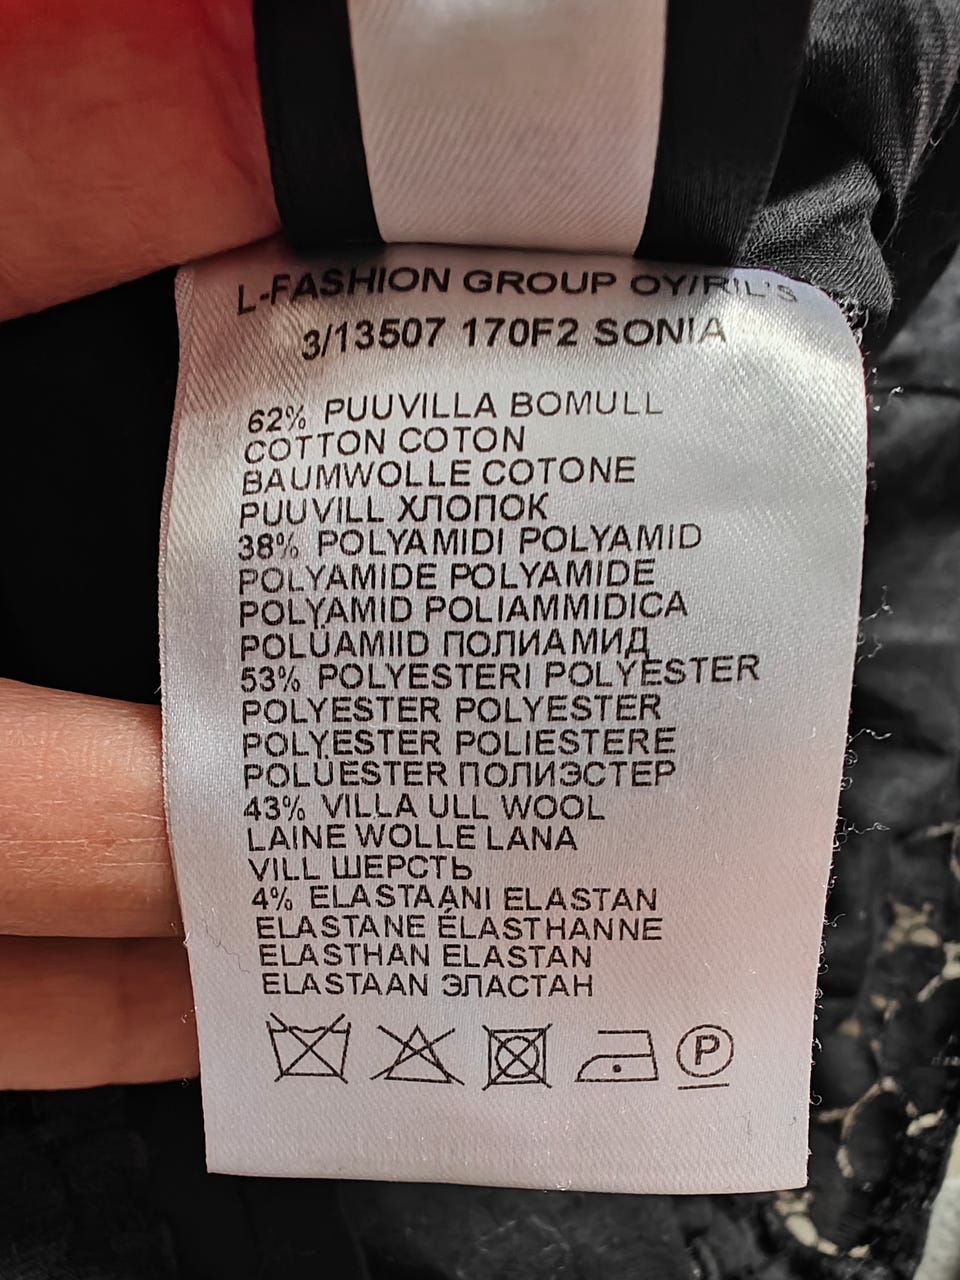 L-FASHION GROUP OY/RIL'S
3/13507 170F2 SONIA
62% PUUVILLA BOMULL
COTTON COTON
BAUMWOLLE COTONE
PUUVILL ХЛОПОК
38% POLYAMIDI POLYAMID
POLYAMIDE POLYAMIDE
POLYAMID POLIAMMIDICA
POLÜAMIID ПОЛИАМИД
53% POLYESTERI POLYESTER
POLYESTER POLYESTER
POLYESTER POLIESTERE
POLÜESTER ПОЛИЭСТЕР
43% VILLA ULL WOOL
LAINE WOLLE LANA
VILL ШЕРСТЬ
4% ELASTAANI ELASTAN
ELASTANE ÉLASTHANNE
ELASTHAN ELASTAN
ELASTAAN ЭЛАСТАН
P